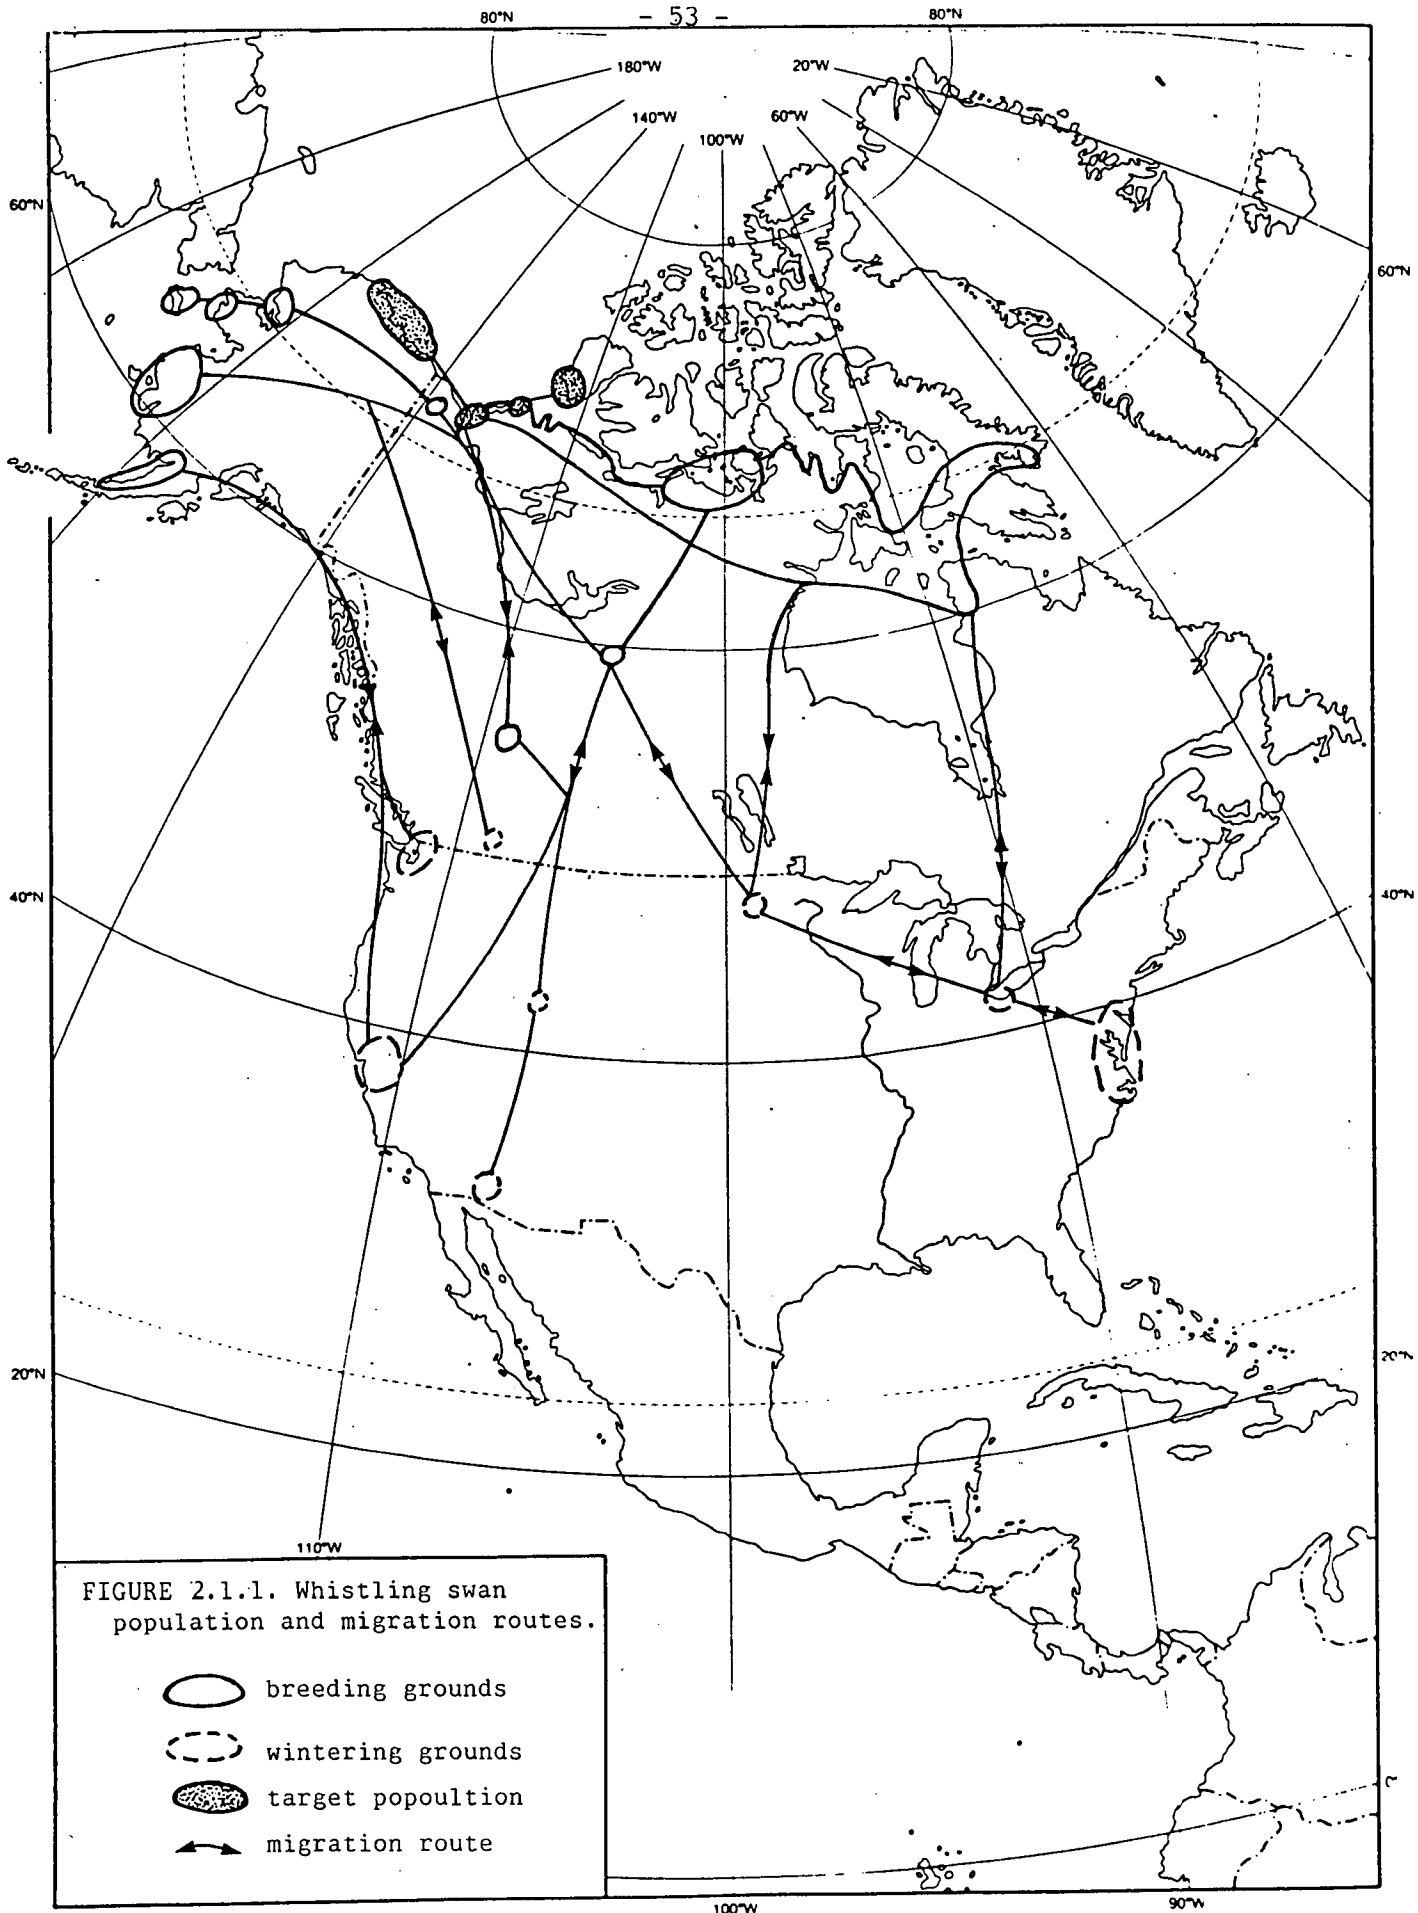 80°N
- 53 -
80°N
180°W
20°W
140°W
60°W
100°W
60°N
60°N
40°N
40°N
20°N
20°N
110°W
FIGURE 2.1.1. Whistling swan
population and migration routes.
breeding grounds
wintering grounds
target popoultion
migration route
100°W
90°W